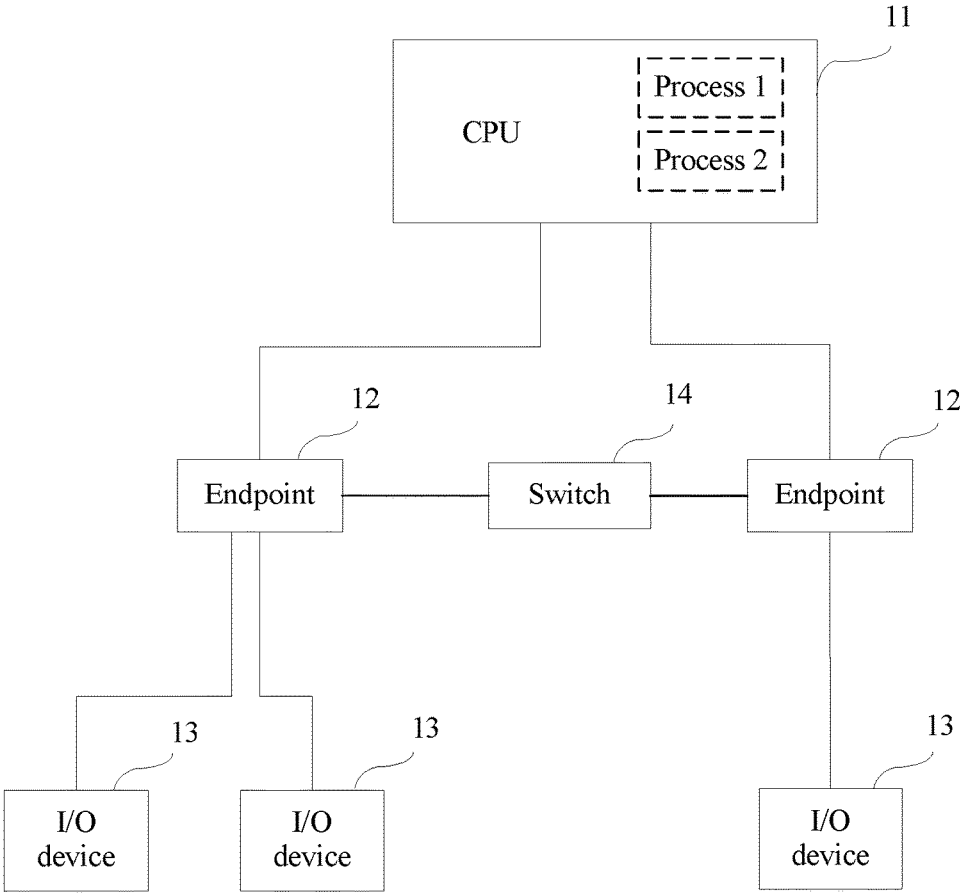 11
Process 1
CPU
Process 2
12
14
12
Endpoint
Switch
Endpoint
13
13
13
I/O
device
I/O
device
I/O
device